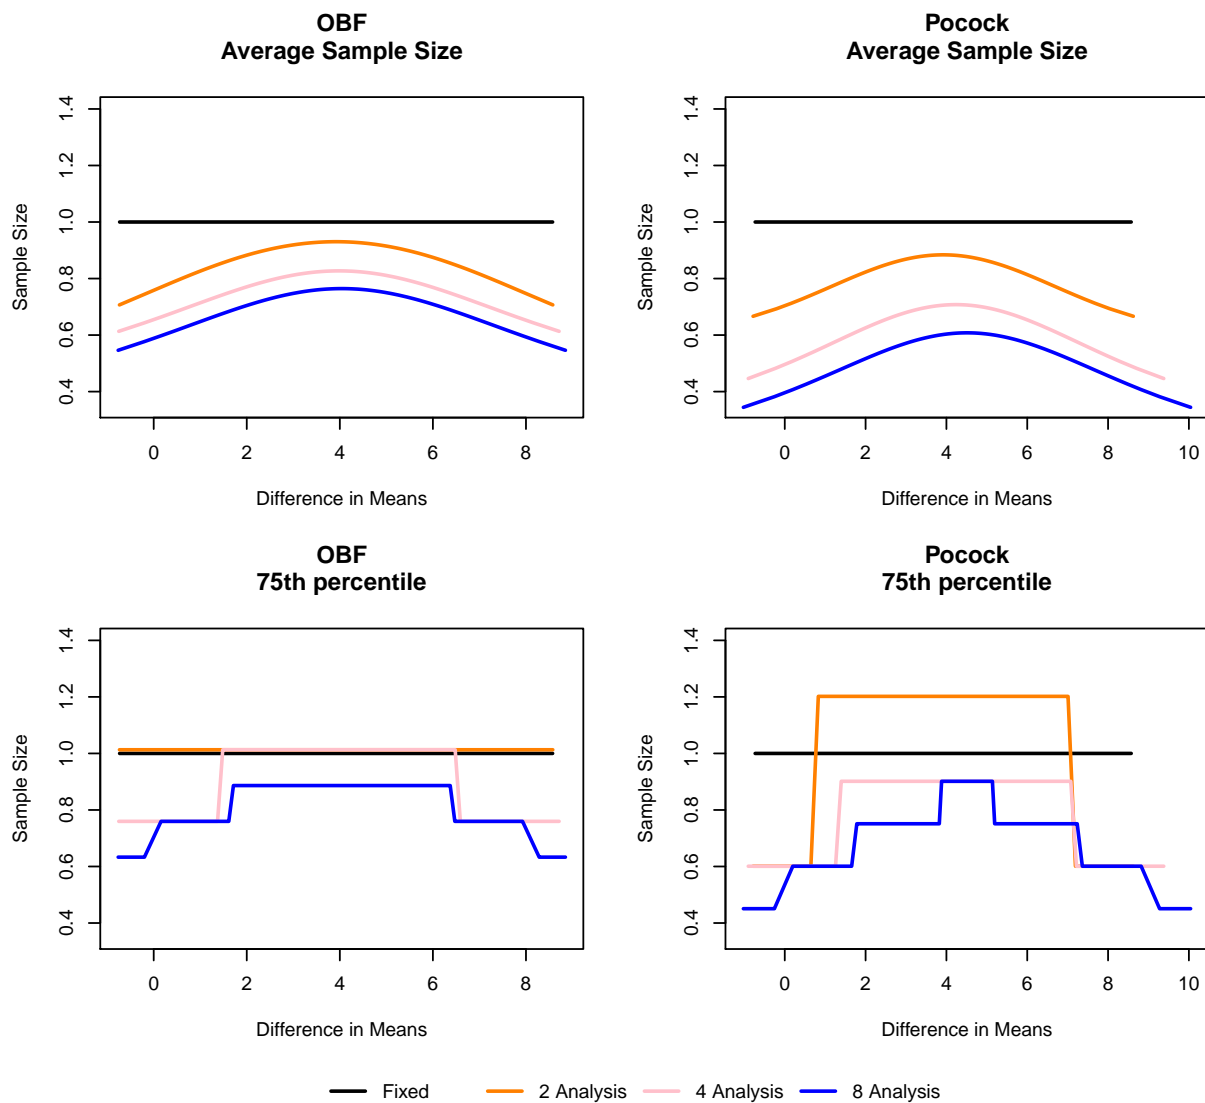 OBF
Average Sample Size
Sample Size
1.4
1.2
1.0
0.8
0.6
0.4
0 2 4 6 8
Difference in Means
Pocock
Average Sample Size
Sample Size
1.4
1.2
1.0
0.8
0.6
0.4
0 2 4 6 8 10
Difference in Means
OBF
75th percentile
Sample Size
1.4
1.2
1.0
0.8
0.6
0.4
0 2 4 6 8
Difference in Means
Pocock
75th percentile
Sample Size
1.4
1.2
1.0
0.8
0.6
0.4
0 2 4 6 8 10
Difference in Means
Fixed 2 Analysis 4 Analysis 8 Analysis